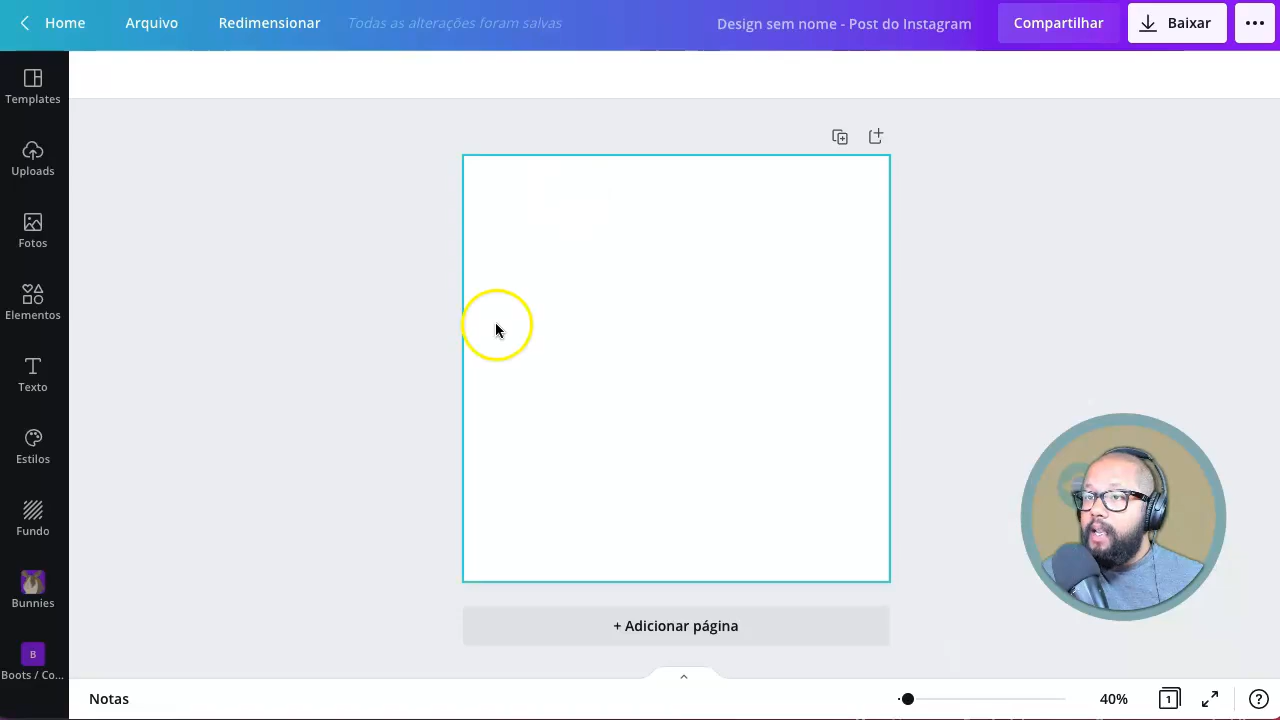 Home
Arquivo
Redimensionar
Todas as alterações foram salvas
Design sem nome - Post do Instagram
Compartilhar
Baixar
Templates
Uploads
Fotos
Elementos
Texto
Estilos
Fundo
Bunnies
B
Boots / Co...
+ Adicionar página
Notas
40%
1
?